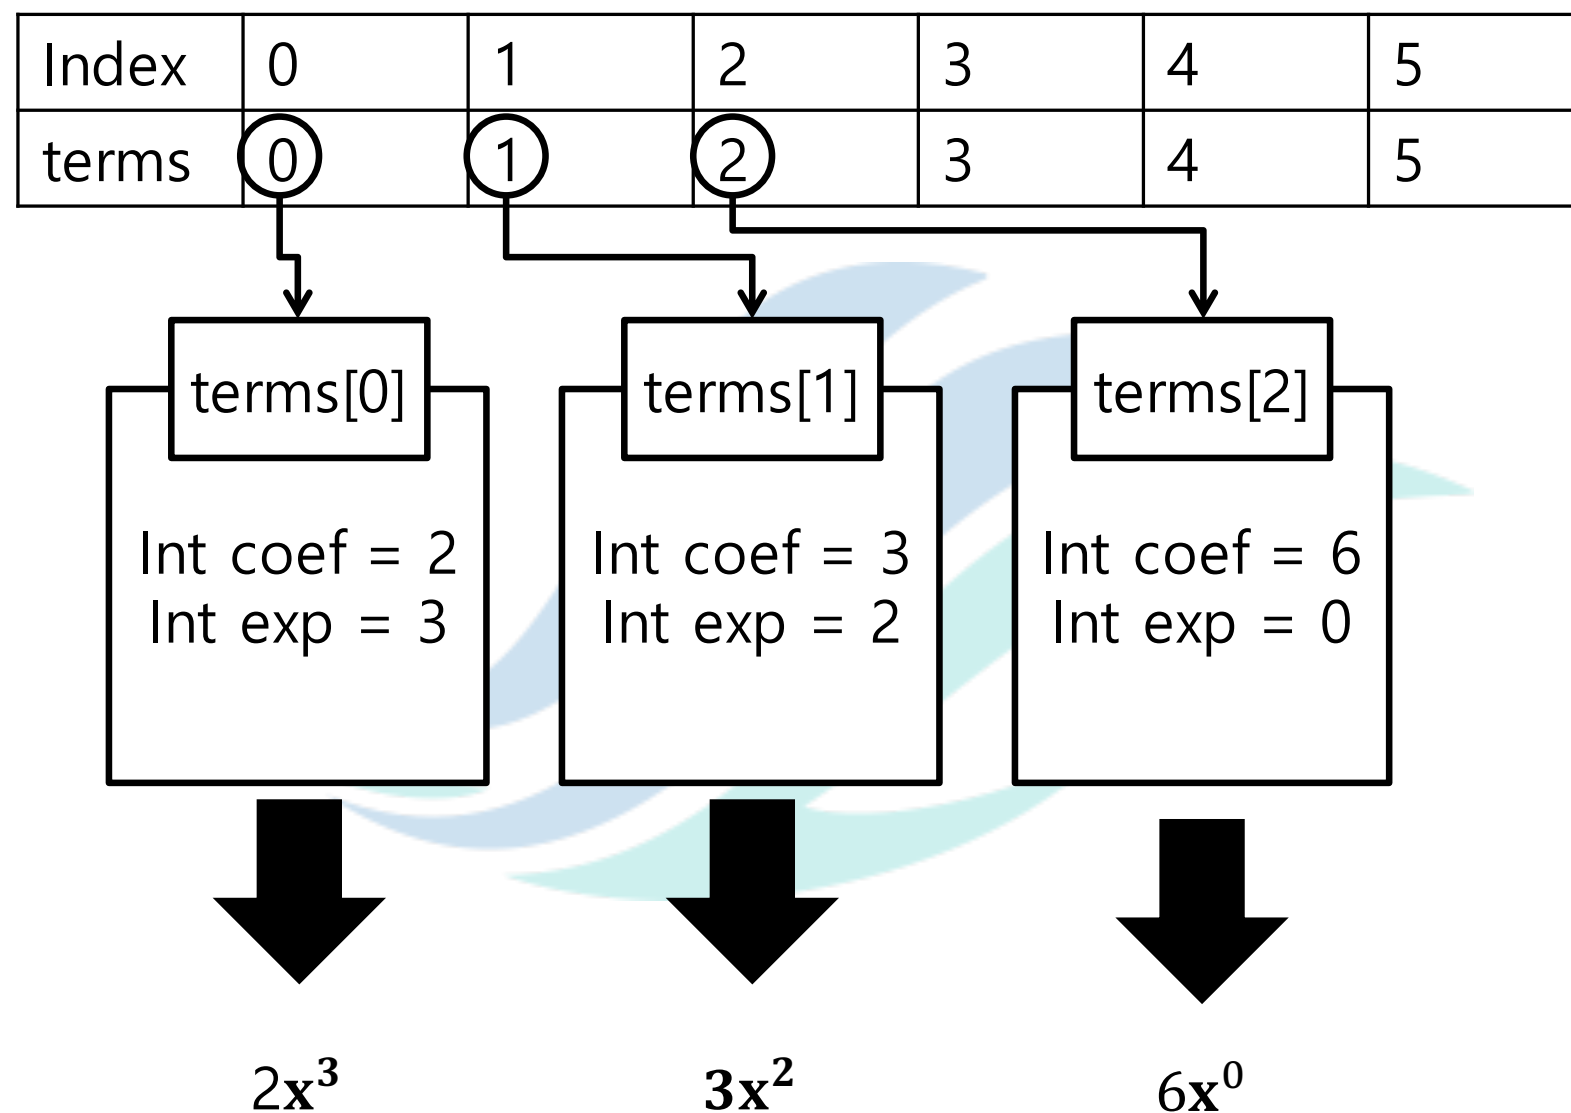 Index 0 1 2 3 4 5
terms 0 1 2 3 4 5
terms[0] terms[1] terms[2]
Int coef = 2 Int coef = 3 Int coef = 6
Int exp = 3 Int exp = 2 Int exp = 0
2x³ 3x² 6x⁰